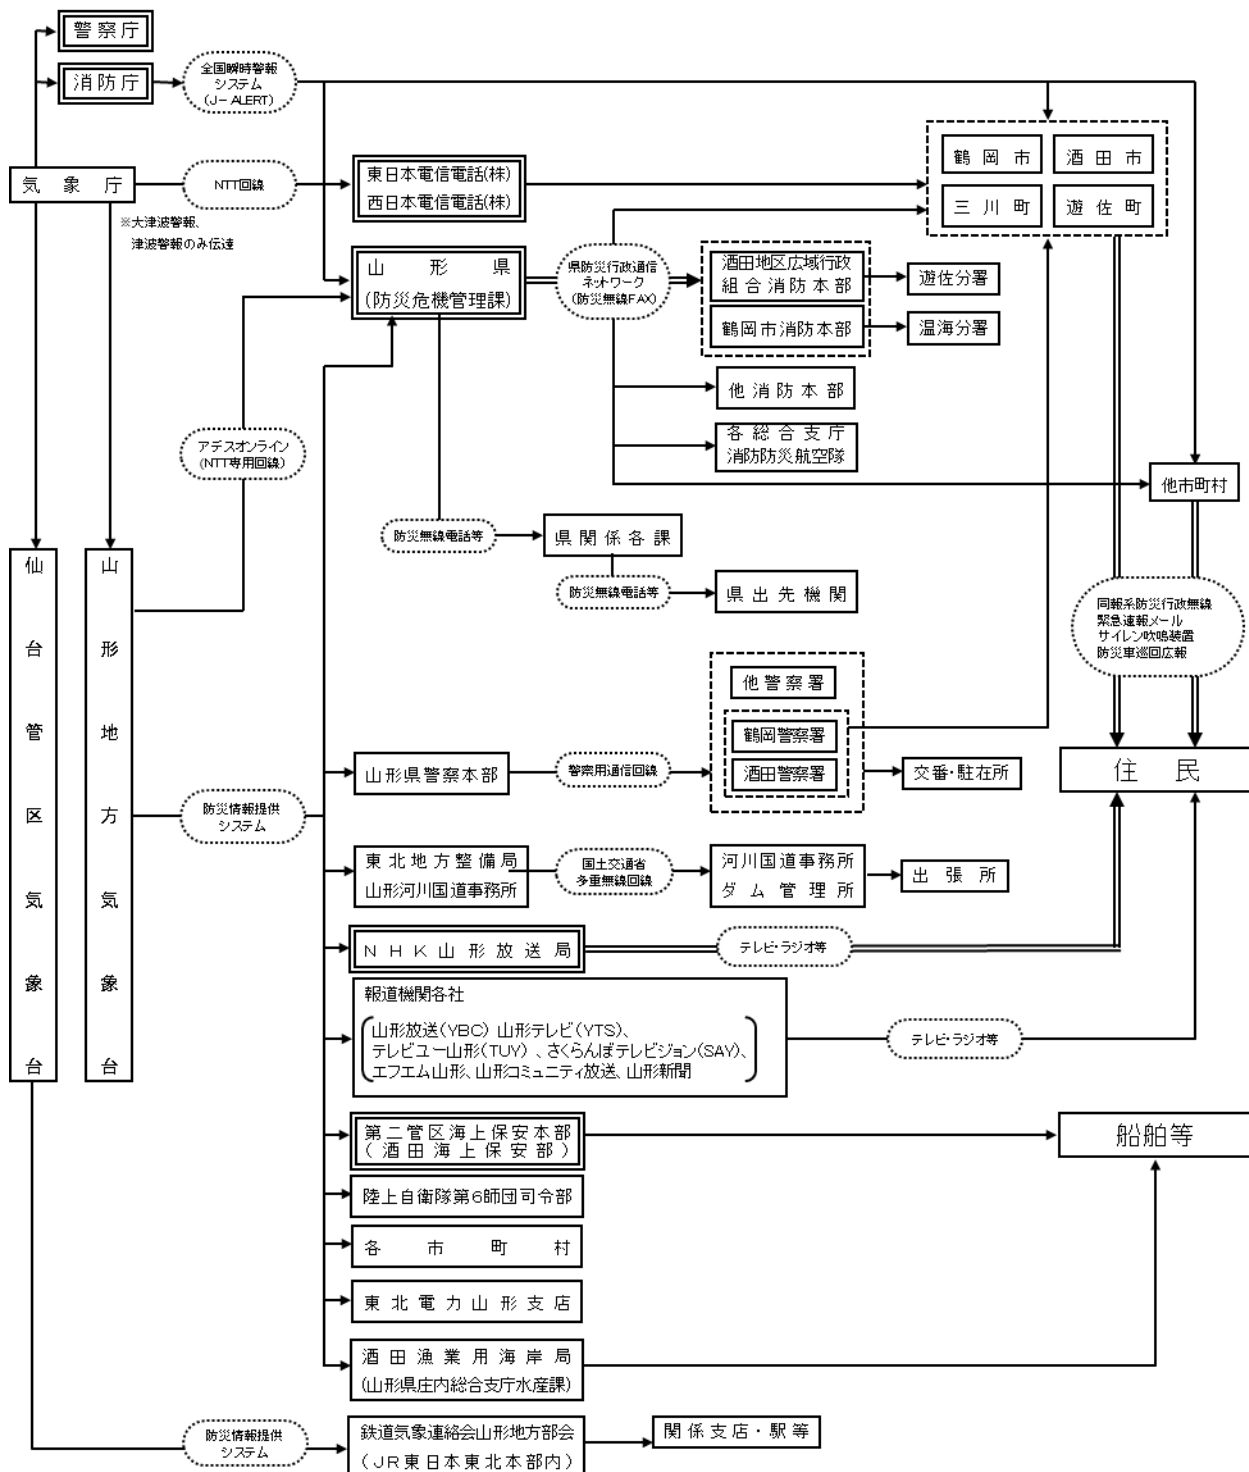 警察庁
消防庁
全国瞬時警報
システム
(J-ALERT)
気象庁
NTT回線
※大津波警報、
津波警報のみ伝達
東日本電信電話(株)
西日本電信電話(株)
鶴岡市
酒田市
三川町
遊佐町
山形県
(防災危機管理課)
県防災行政通信
ネットワーク
(防災無線FAX)
酒田地区広域行政
組合消防本部
遊佐分署
鶴岡市消防本部
温海分署
他消防本部
各総合支庁
消防防災航空隊
他市町村
アデスオンライン
(NTT専用回線)
防災無線電話等
県関係各課
防災無線電話等
県出先機関
同報系防災行政無線
緊急速報メール
サイレン吹鳴装置
防災車巡回広報
仙台管区気象台
山形地方気象台
防災情報提供
システム
山形県警察本部
警察用通信回線
他警察署
鶴岡警察署
酒田警察署
交番・駐在所
住民
東北地方整備局
山形河川国道事務所
国土交通省
多重無線回線
河川国道事務所
ダム管理所
出張所
NHK山形放送局
テレビ・ラジオ等
報道機関各社
山形放送(YBC) 山形テレビ(YTS)、
テレビユー山形(TUY) 、さくらんぼテレビジョン(SAY)、
エフエム山形、山形コミュニティ放送、山形新聞
テレビ・ラジオ等
第二管区海上保安本部
(酒田海上保安部)
船舶等
陸上自衛隊第6師団司令部
各市町村
東北電力山形支店
酒田漁業用海岸局
(山形県庄内総合支庁水産課)
防災情報提供
システム
鉄道気象連絡会山形地方部会
(JR東日本東北本部内)
関係支店・駅等